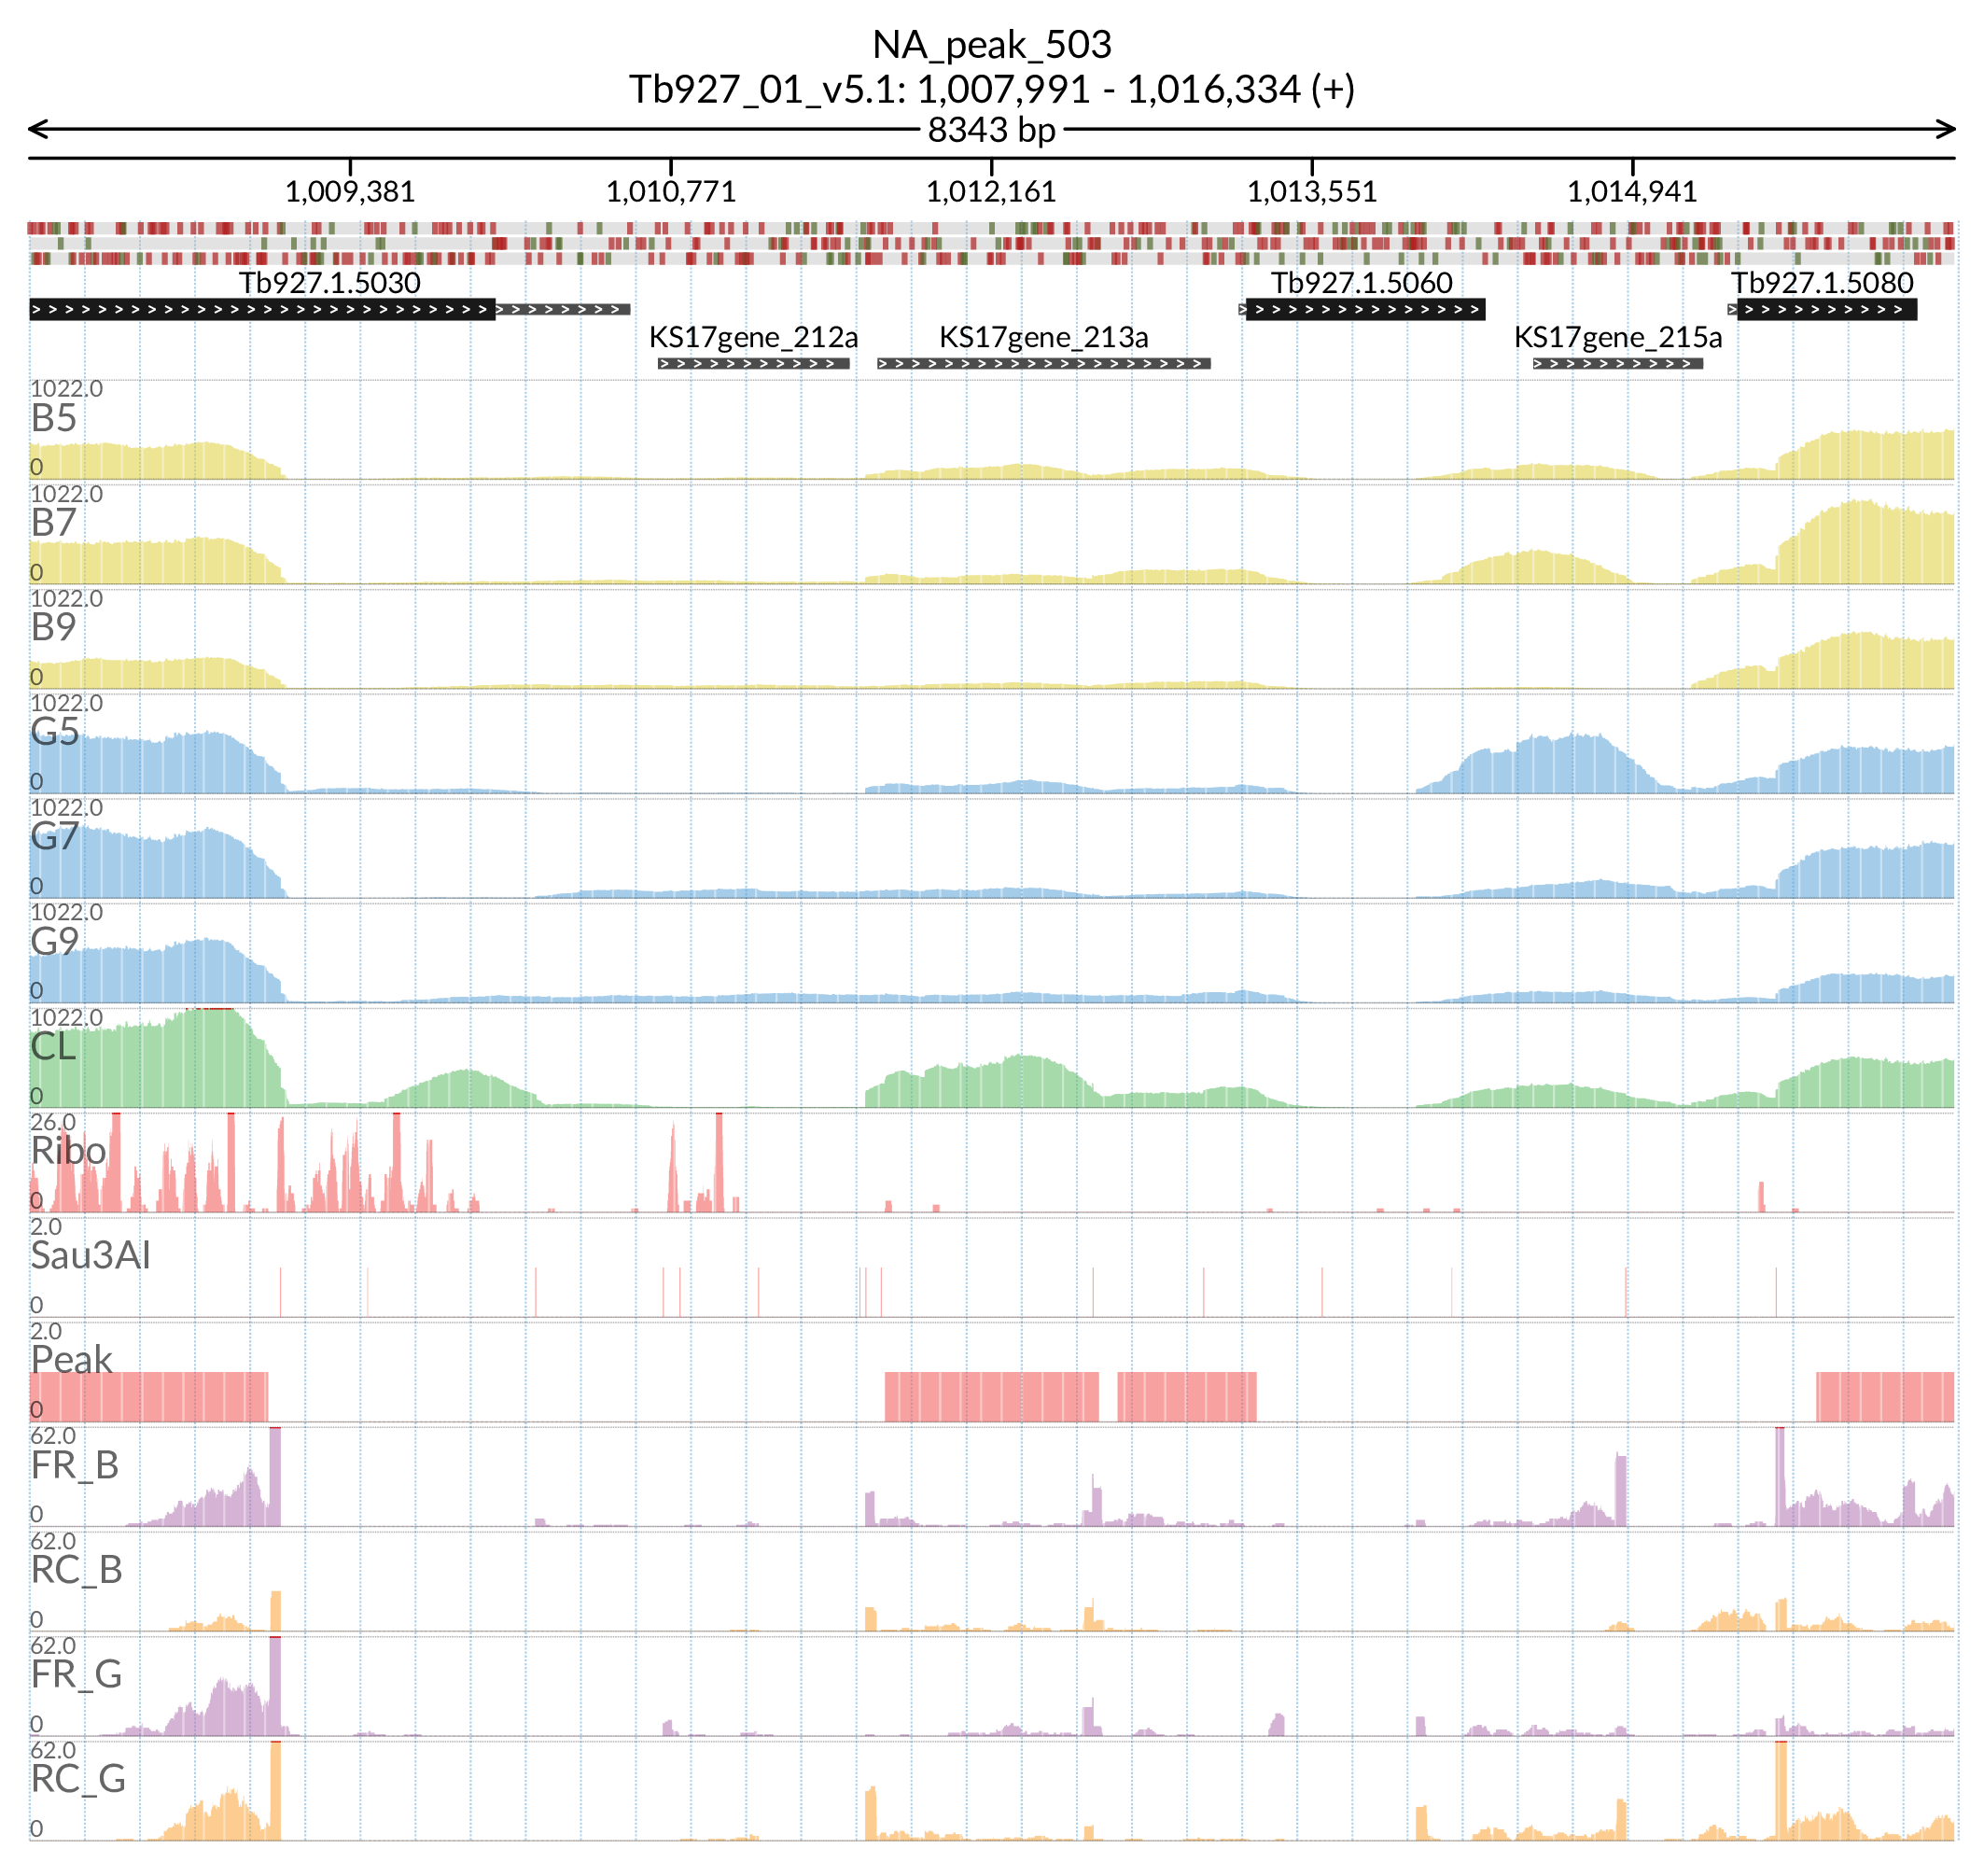 NA_peak_503
Tb927_01_v5.1: 1,007,991 - 1,016,334 (+)
8343 bp
1,009,381 1,010,771 1,012,161 1,013,551 1,014,941
Tb927.1.5030 Tb927.1.5060 Tb927.1.5080
KS17gene_212a KS17gene_213a KS17gene_215a
1022.0
B5
0
1022.0
B7
0
1022.0
B9
0
1022.0
G5
0
1022.0
G7
0
1022.0
G9
0
1022.0
CL
0
26.0
Ribo
0
2.0
Sau3AI
0
2.0
Peak
0
62.0
FR_B
0
62.0
RC_B
0
62.0
FR_G
0
62.0
RC_G
0